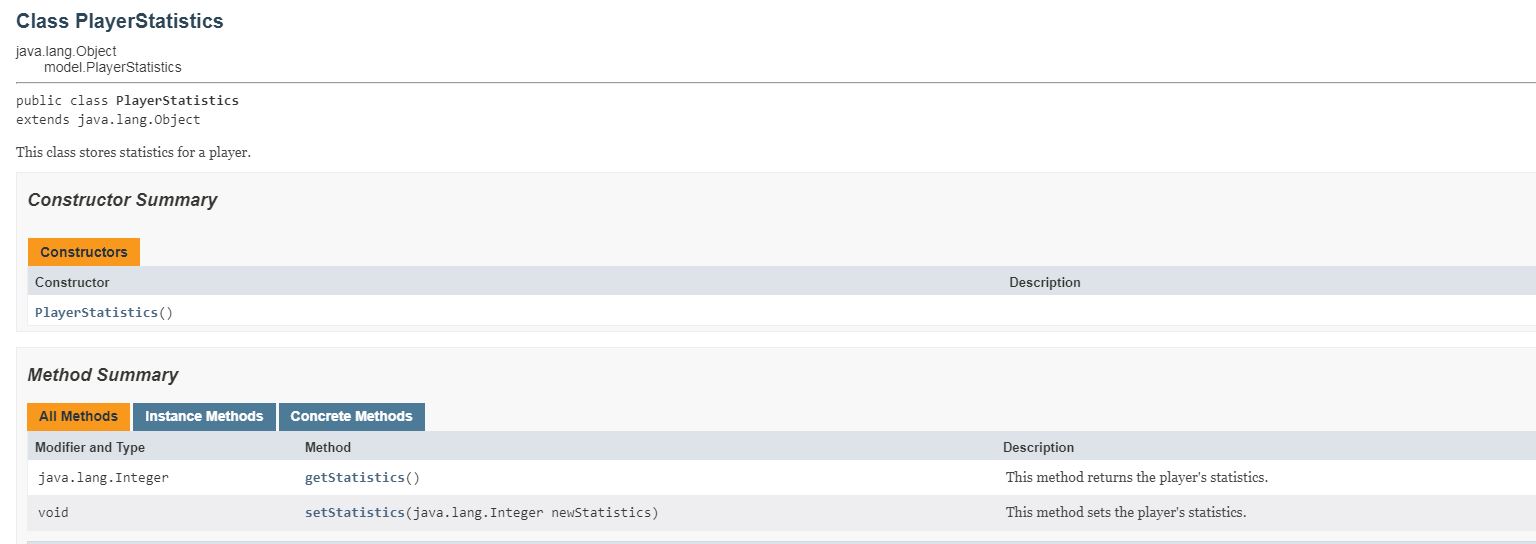 Class PlayerStatistics
java.lang.Object
model.PlayerStatistics
public class PlayerStatistics
extends java.lang.Object
This class stores statistics for a player.
Constructor Summary
Constructors
Constructor Description
PlayerStatistics()
Method Summary
All Methods Instance Methods Concrete Methods
Modifier and Type Method Description
java.lang.Integer getStatistics() This method returns the player's statistics.
void setStatistics(java.lang.Integer newStatistics) This method sets the player's statistics.